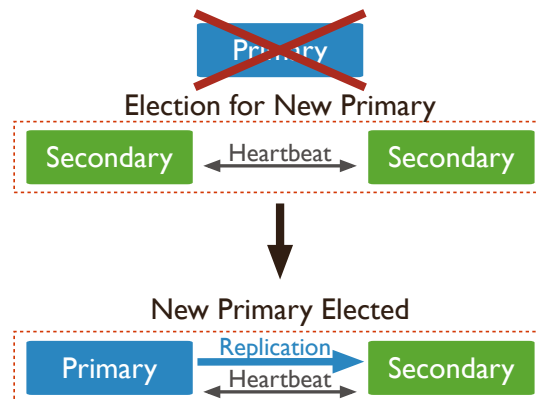 Primary
Election for New Primary
Secondary Heartbeat Secondary
New Primary Elected
Replication
Primary Secondary
Heartbeat